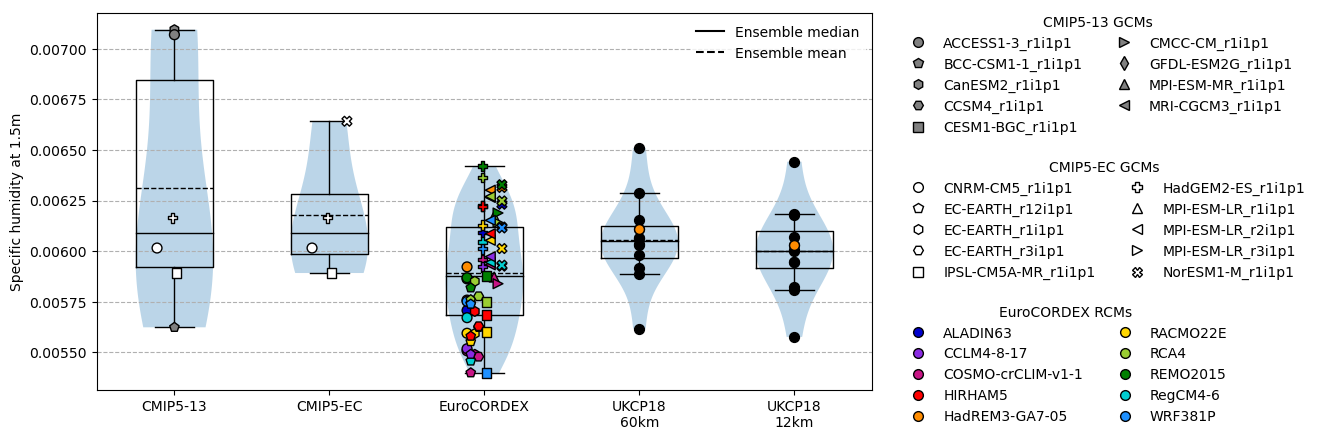 Specific humidity at 1.5m
0.00700
0.00675
0.00650
0.00625
0.00600
0.00575
0.00550
CMIP5-13
CMIP5-EC
EuroCORDEX
UKCP18
60km
UKCP18
12km
Ensemble median
Ensemble mean
CMIP5-13 GCMs
ACCESS1-3_r1i1p1
BCC-CSM1-1_r1i1p1
CanESM2_r1i1p1
CCSM4_r1i1p1
CESM1-BGC_r1i1p1
CMCC-CM_r1i1p1
GFDL-ESM2G_r1i1p1
MPI-ESM-MR_r1i1p1
MRI-CGCM3_r1i1p1
CMIP5-EC GCMs
CNRM-CM5_r1i1p1
EC-EARTH_r12i1p1
EC-EARTH_r1i1p1
EC-EARTH_r3i1p1
IPSL-CM5A-MR_r1i1p1
HadGEM2-ES_r1i1p1
MPI-ESM-LR_r1i1p1
MPI-ESM-LR_r2i1p1
MPI-ESM-LR_r3i1p1
NorESM1-M_r1i1p1
EuroCORDEX RCMs
ALADIN63
CCLM4-8-17
COSMO-crCLIM-v1-1
HIRHAM5
HadREM3-GA7-05
RACMO22E
RCA4
REMO2015
RegCM4-6
WRF381P